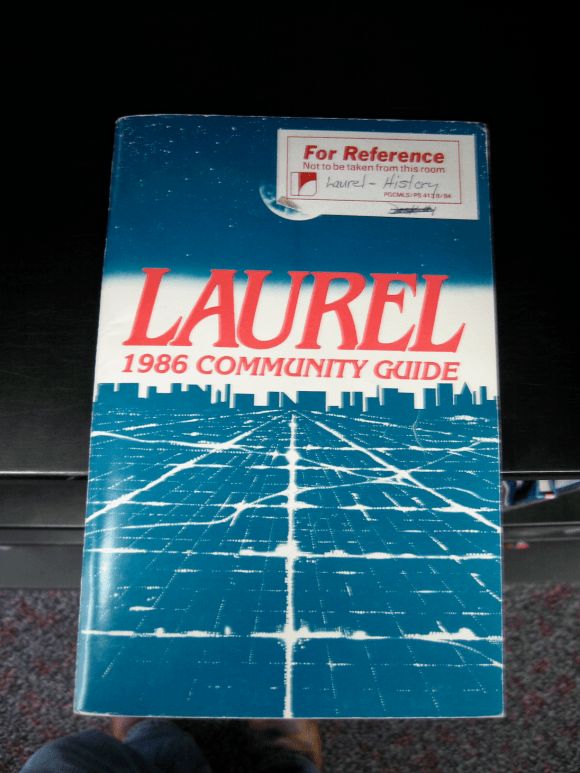 For Reference
Not to be taken from this room
Laurel - History
LAUREL
1986 COMMUNITY GUIDE